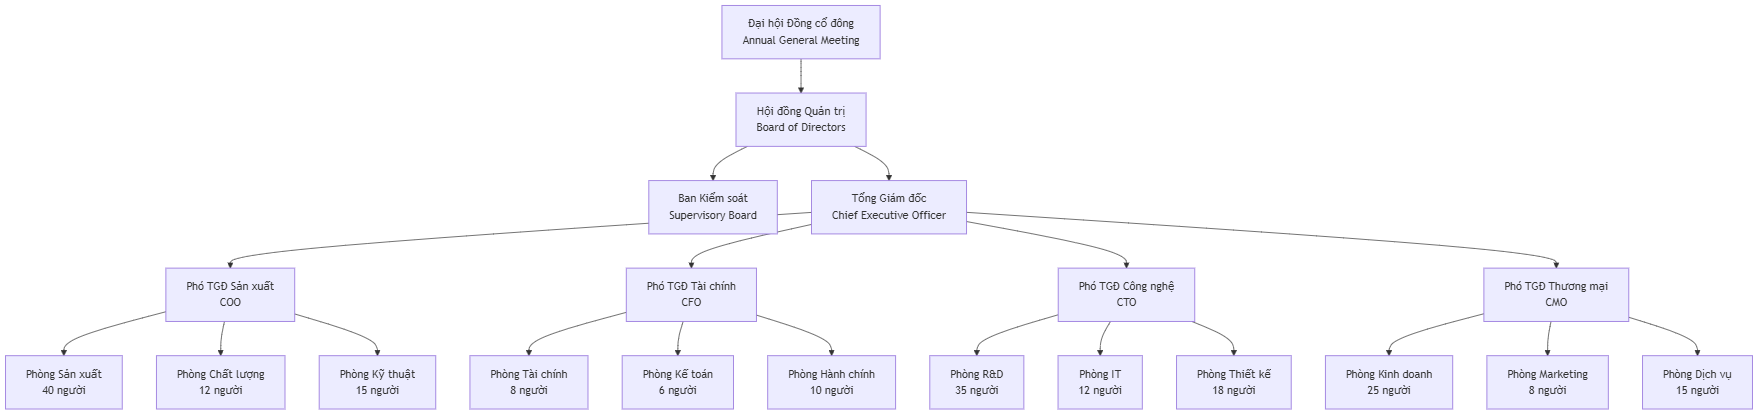 Đại hội Đồng cổ đông
Annual General Meeting
Hội đồng Quản trị
Board of Directors
Ban Kiểm soát
Supervisory Board
Tổng Giám đốc
Chief Executive Officer
Phó TGĐ Sản xuất
COO
Phó TGĐ Tài chính
CFO
Phó TGĐ Công nghệ
CTO
Phó TGĐ Thương mại
CMO
Phòng Sản xuất
40 người
Phòng Chất lượng
12 người
Phòng Kỹ thuật
15 người
Phòng Tài chính
8 người
Phòng Kế toán
6 người
Phòng Hành chính
10 người
Phòng R&D
35 người
Phòng IT
12 người
Phòng Thiết kế
18 người
Phòng Kinh doanh
25 người
Phòng Marketing
8 người
Phòng Dịch vụ
15 người